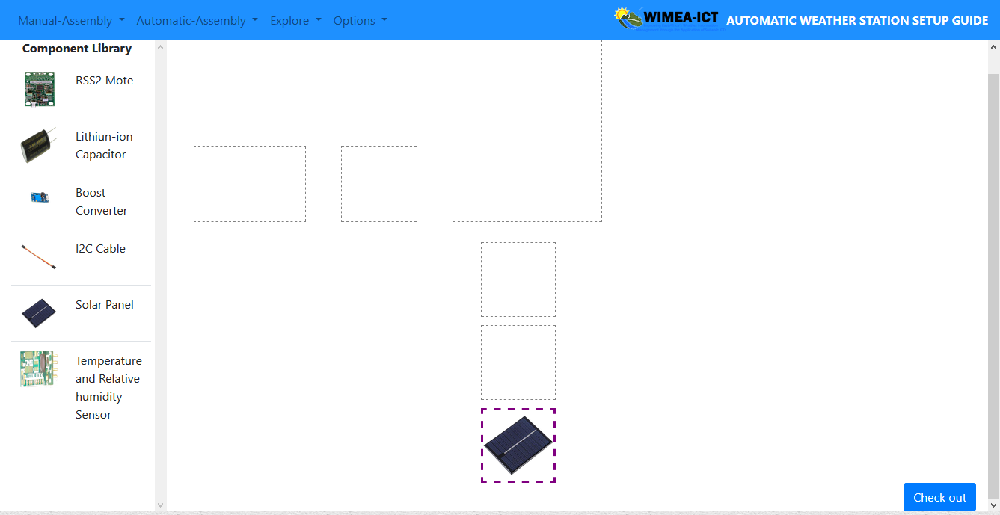 Manual-Assembly Automatic-Assembly Explore Options WIMEA-ICT AUTOMATIC WEATHER STATION SETUP GUIDE
Component Library
RSS2 Mote
Lithiun-ion
Capacitor
Boost
Converter
I2C Cable
Solar Panel
Temperature
and Relative
humidity
Sensor
Check out